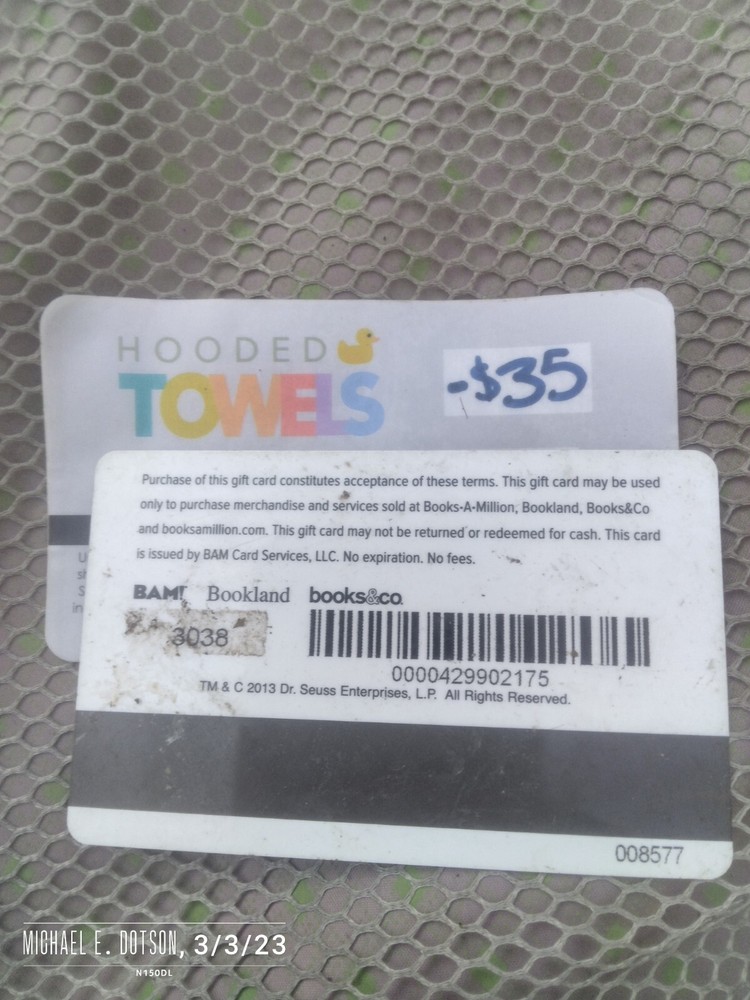 HOODED
TOWELS
-$35
Purchase of this gift card constitutes acceptance of these terms. This gift card may be used
only to purchase merchandise and services sold at Books-A-Million, Bookland, Books&Co
and booksamillion.com. This gift card may not be returned or redeemed for cash. This card
is issued by BAM Card Services, LLC. No expiration. No fees.
BAM! Bookland books&co.
3038
0000429902175
TM & C 2013 Dr. Seuss Enterprises, L.P. All Rights Reserved.
008577
MICHAEL E. DOTSON, 3/3/23
N150DL